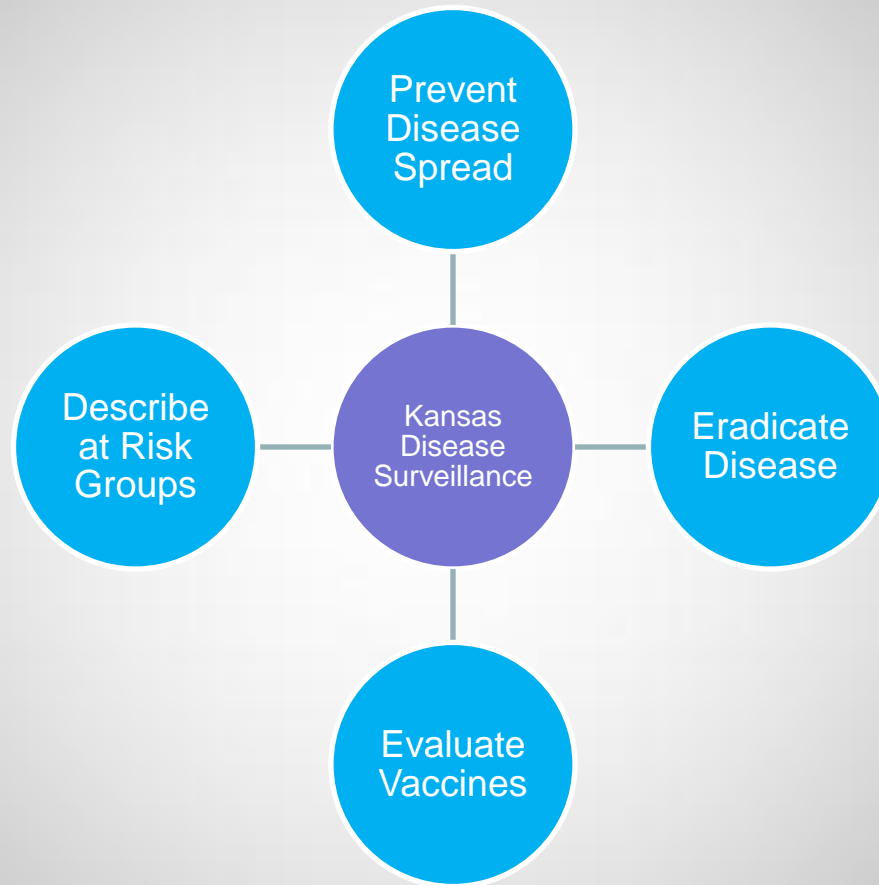 Prevent
Disease
Spread
Describe
at Risk
Groups
Kansas
Disease
Surveillance
Eradicate
Disease
Evaluate
Vaccines